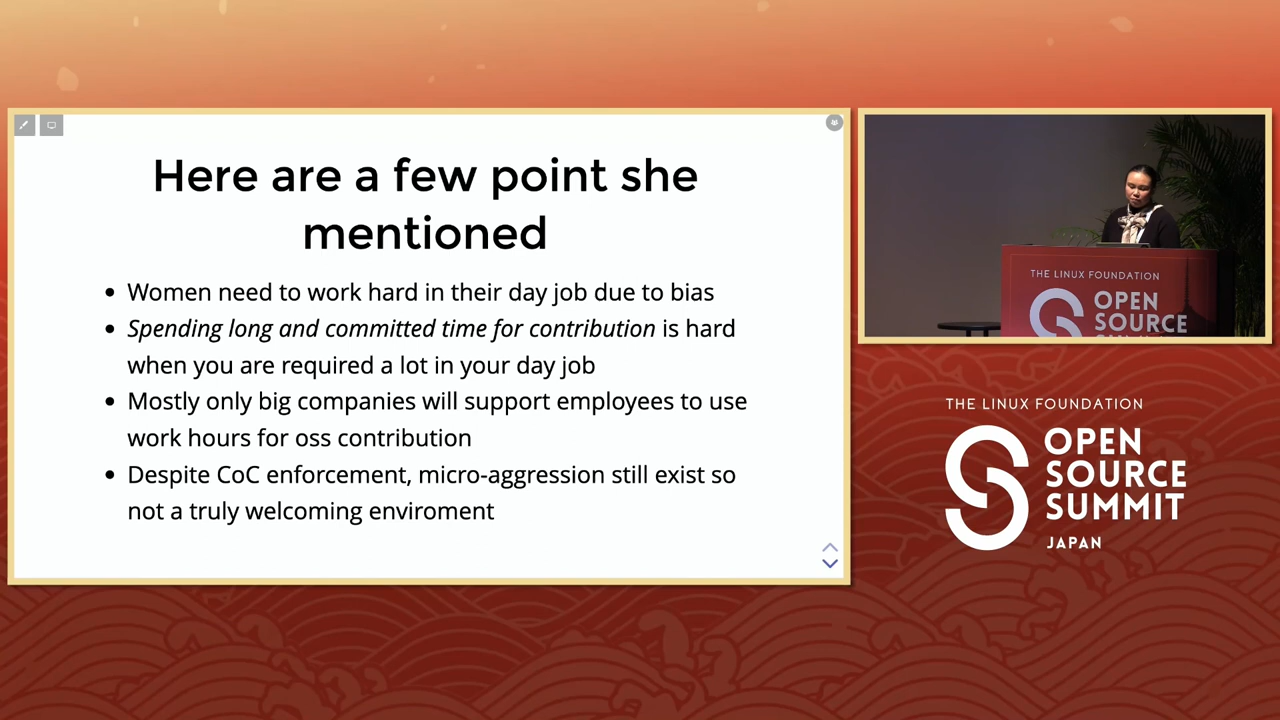 Here are a few point she
mentioned
• Women need to work hard in their day job due to bias
• Spending long and committed time for contribution is hard
when you are required a lot in your day job
• Mostly only big companies will support employees to use
work hours for oss contribution
• Despite CoC enforcement, micro-aggression still exist so
not a truly welcoming enviroment
THE LINUX FOUNDATION
OPEN
SOURCE
THE LINUX FOUNDATION
OPEN
SOURCE
SUMMIT
JAPAN